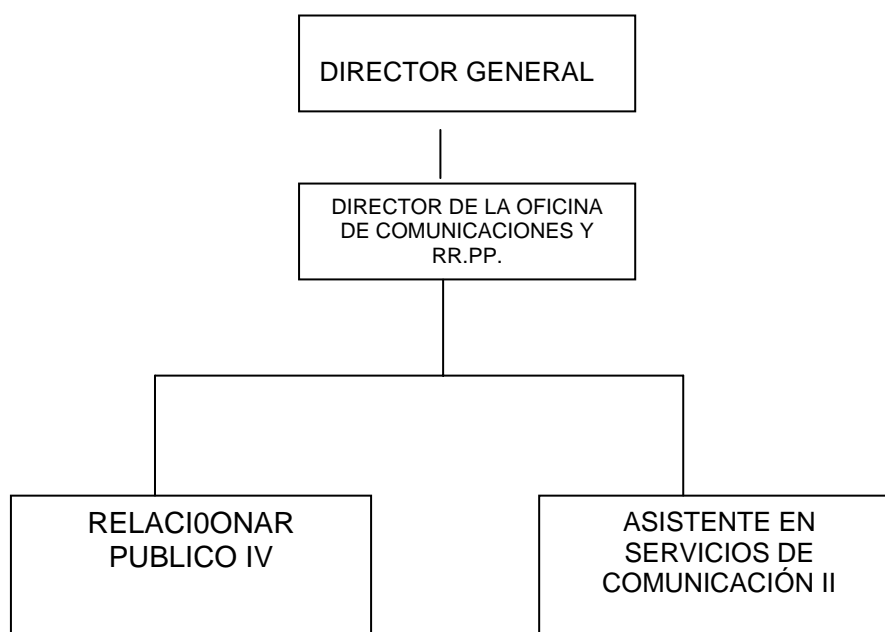 DIRECTOR GENERAL
DIRECTOR DE LA OFICINA
DE COMUNICACIONES Y
RR.PP.
RELACI0ONAR
PUBLICO IV
ASISTENTE EN
SERVICIOS DE
COMUNICACIÓN II